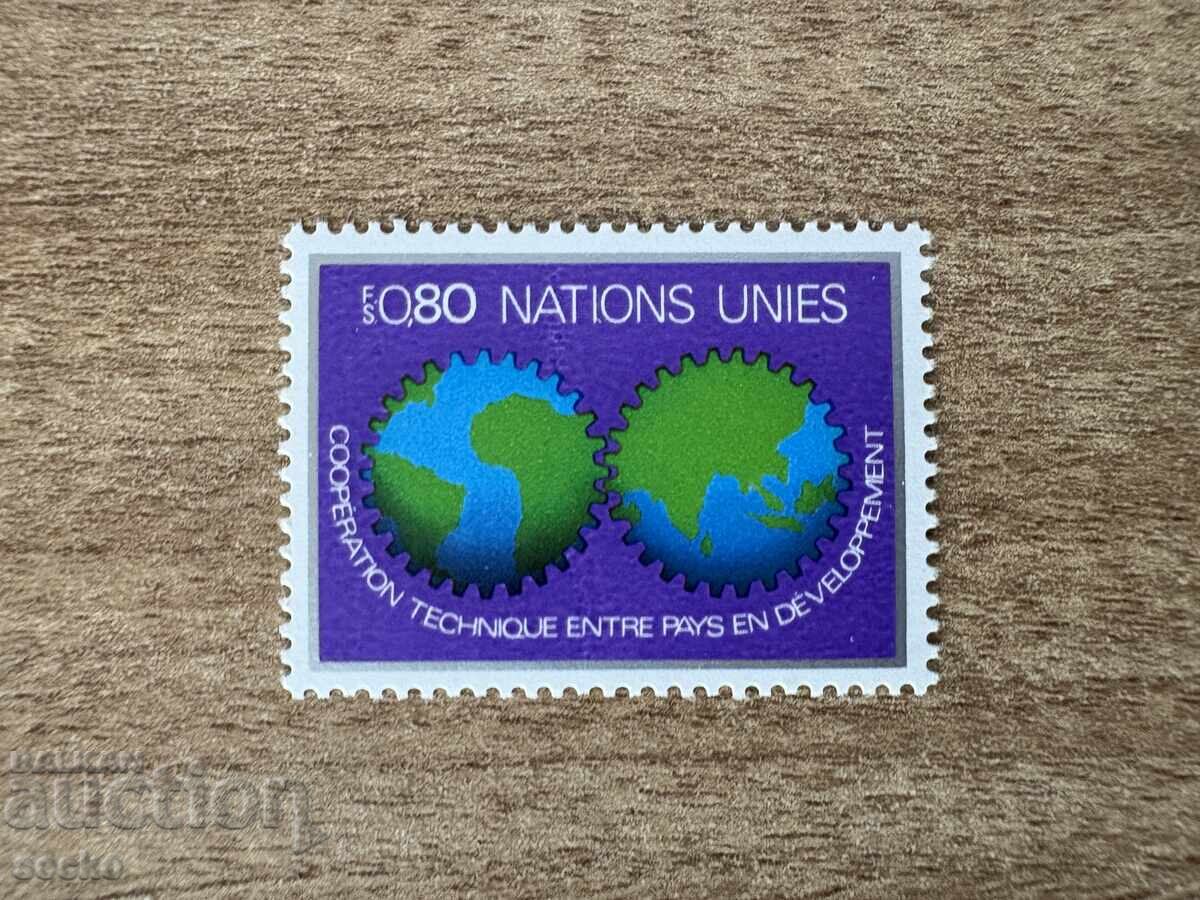 F.S. 0,80 NATIONS UNIES
COOPÉRATION TECHNIQUE ENTRE PAYS EN DÉVELOPPEMENT
BALKAN
auction
secko